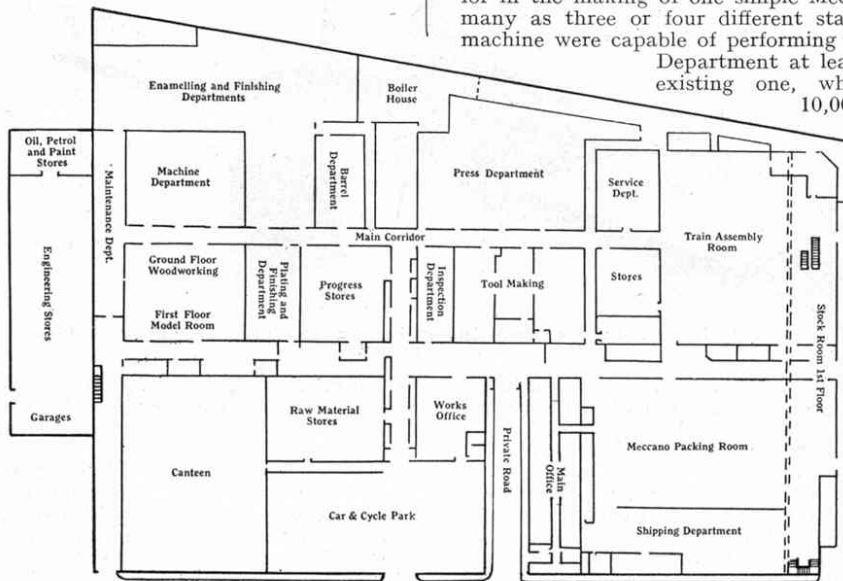 for in the making of one simple
many as three or four different
machine were capable of performing
Department at
existing one,
10,00
Enamelling and Finishing
Departments
Boiler
House
Oil, Petrol
and Paint
Stores
Maintenance Dept.
Machine
Department
Barrel
Department
Press Department
Service
Dept.
Train Assembly
Room
Main Corridor
Engineering Stores
Ground Floor
Woodworking
First Floor
Model Room
Plating and
Finishing
Department
Progress
Stores
Inspection
Department
Tool Making
Stores
Stock Room 1st Floor
Garages
Canteen
Raw Material
Stores
Works
Office
Private Road
Main
Office
Meccano Packing Room
Car & Cycle Park
Shipping Department